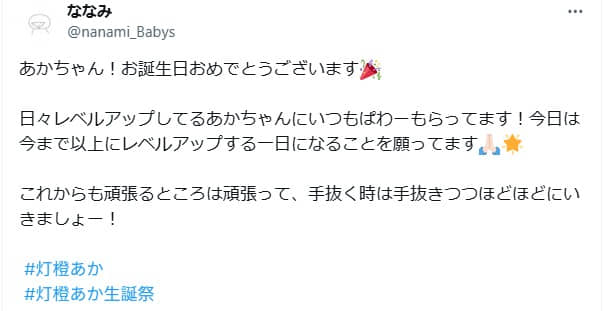 ななみ
@nanami_Babys
あかちゃん！お誕生日おめでとうございます🎉
日々レベルアップしてるあかちゃんにいつもぱわーもらってます！今日は
今まで以上にレベルアップする一日になることを願ってます🙏🏻🌟
これからも頑張るところは頑張って、手抜く時は手抜きつつほどほどにい
きましょー！
#灯橙あか
#灯橙あか生誕祭